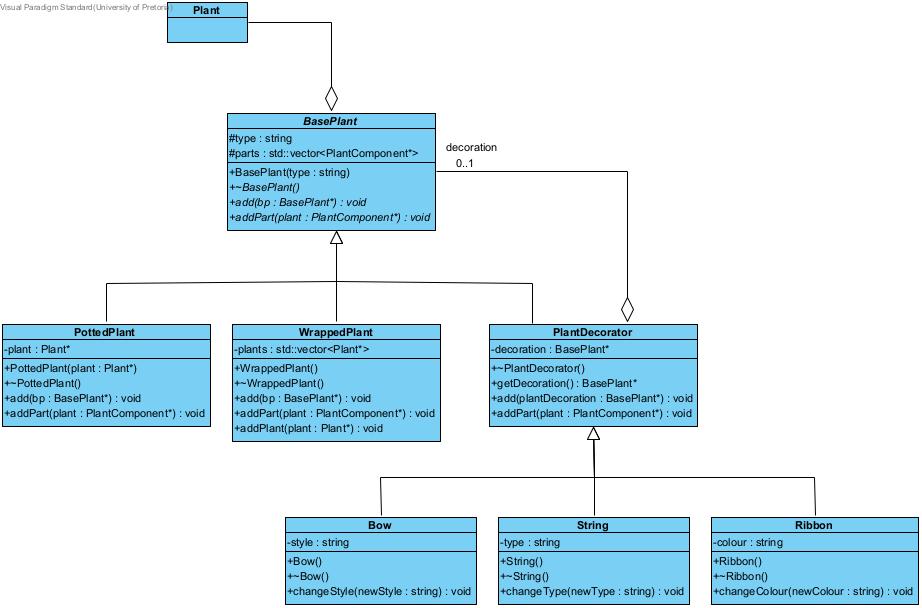 Visual Paradigm Standard(University of Pretoria)
Plant
BasePlant
#type : string
#parts : std::vector<PlantComponent*>
+BasePlant(type : string)
+~BasePlant()
+add(bp : BasePlant*) : void
+addPart(plant : PlantComponent*) : void
decoration
0..1
PottedPlant
-plant : Plant*
+PottedPlant(plant : Plant*)
+~PottedPlant()
+add(bp : BasePlant*) : void
+addPart(plant : PlantComponent*) : void
WrappedPlant
-plants : std::vector<Plant*>
+WrappedPlant()
+~WrappedPlant()
+add(bp : BasePlant*) : void
+addPart(plant : PlantComponent*) : void
+addPlant(plant : Plant*) : void
PlantDecorator
-decoration : BasePlant*
+~PlantDecorator()
+getDecoration() : BasePlant*
+add(plantDecoration : BasePlant*) : void
+addPart(plant : PlantComponent*) : void
Bow
-style : string
+Bow()
+~Bow()
+changeStyle(newStyle : string) : void
String
-type : string
+String()
+~String()
+changeType(newType : string) : void
Ribbon
-colour : string
+Ribbon()
+~Ribbon()
+changeColour(newColour : string) : void